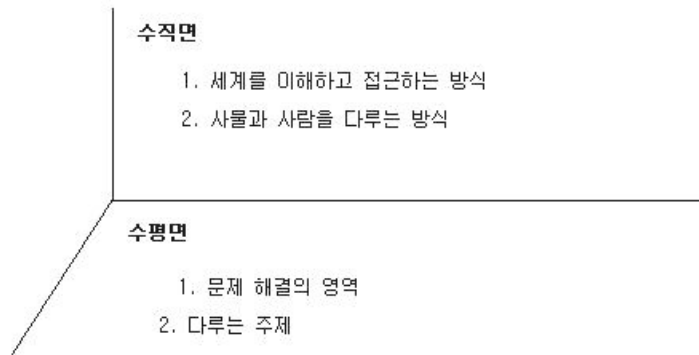 수직면
1. 세계를 이해하고 접근하는 방식
2. 사물과 사람을 다루는 방식
수평면
1. 문제 해결의 영역
2. 다루는 주제